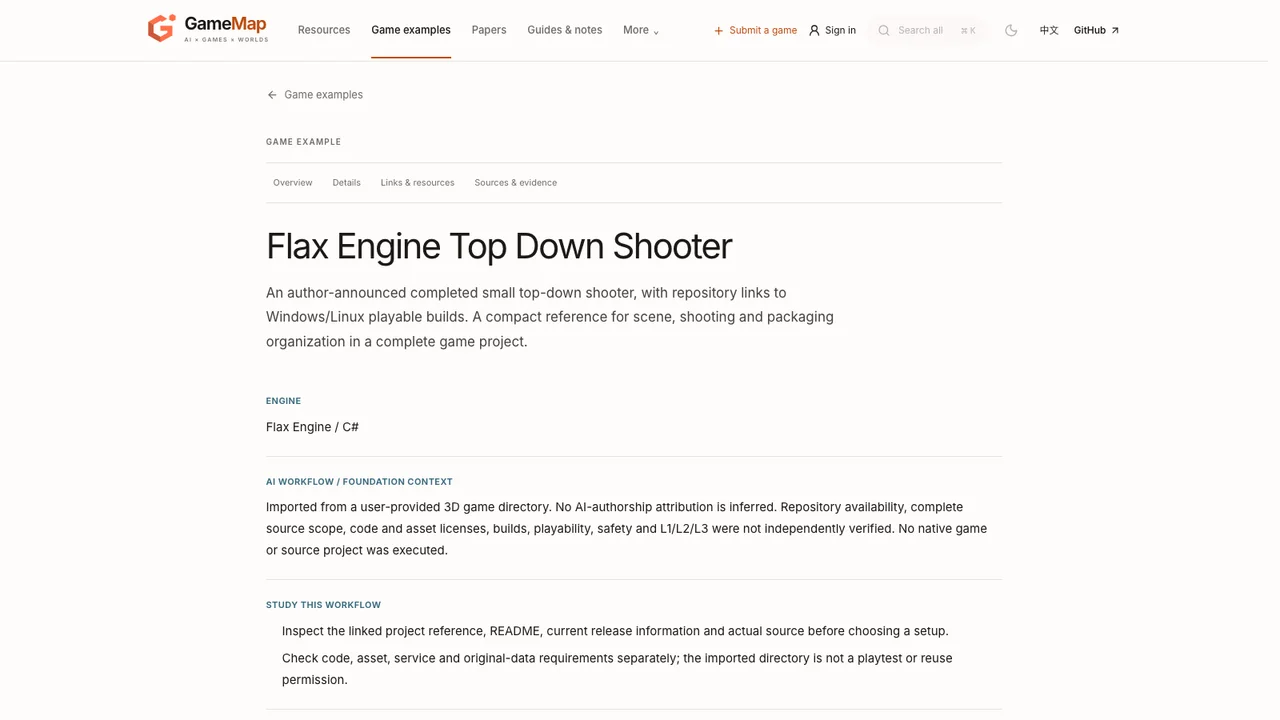 GameMap
AI × GAMES × WORLDS
Resources
Game examples
Papers
Guides & notes
More
Submit a game
Sign in
Search all
⌘ K
中文
GitHub
Game examples
GAME EXAMPLE
Overview
Details
Links & resources
Sources & evidence
Flax Engine Top Down Shooter
An author-announced completed small top-down shooter, with repository links to
Windows/Linux playable builds. A compact reference for scene, shooting and packaging
organization in a complete game project.
ENGINE
Flax Engine / C#
AI WORKFLOW / FOUNDATION CONTEXT
Imported from a user-provided 3D game directory. No AI-authorship attribution is inferred. Repository availability, complete
source scope, code and asset licenses, builds, playability, safety and L1/L2/L3 were not independently verified. No native game
or source project was executed.
STUDY THIS WORKFLOW
Inspect the linked project reference, README, current release information and actual source before choosing a setup.
Check code, asset, service and original-data requirements separately; the imported directory is not a playtest or reuse
permission.